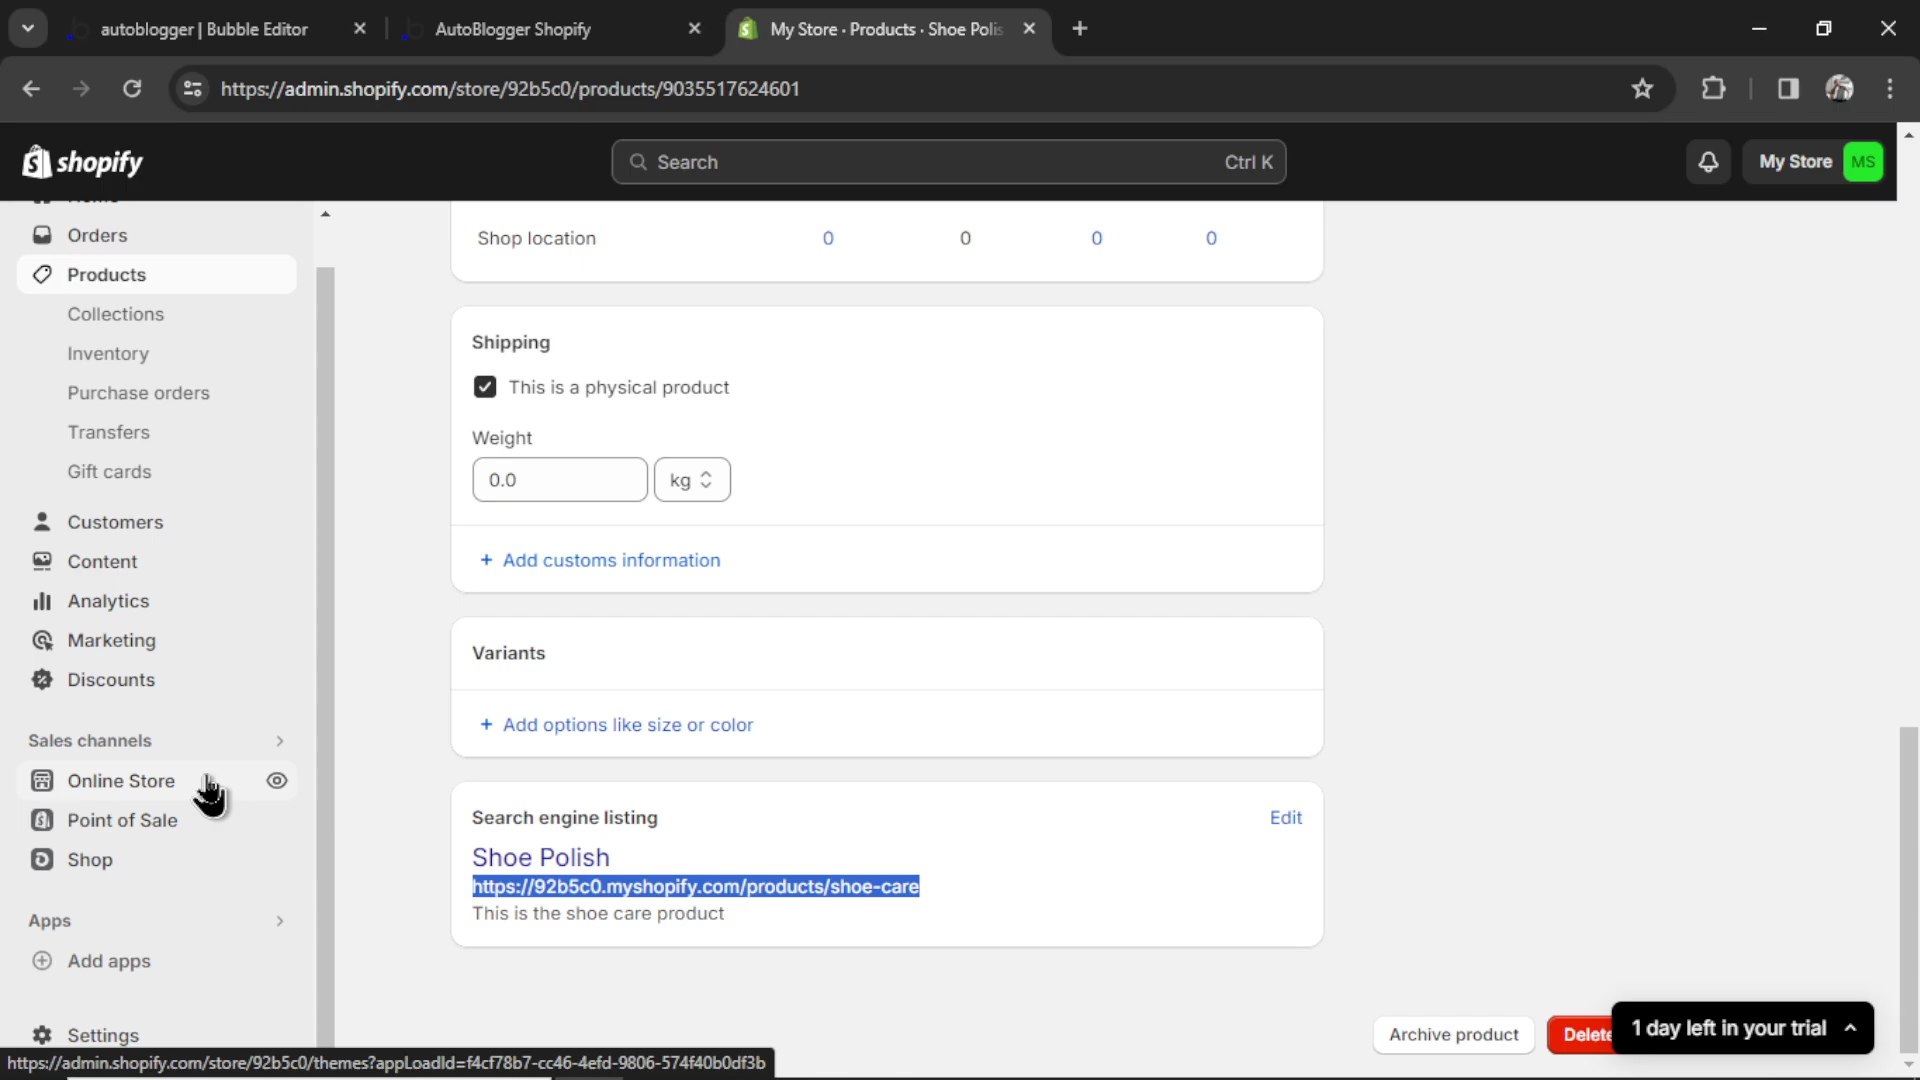 autoblogger | Bubble Editor
AutoBlogger Shopify
My Store · Products · Shoe Polis
https://admin.shopify.com/store/92b5c0/products/9035517624601
shopify
Search
Ctrl K
My Store
MS
Orders
Products
Collections
Inventory
Purchase orders
Transfers
Gift cards
Customers
Content
Analytics
Marketing
Discounts
Sales channels
Online Store
Point of Sale
Shop
Apps
Add apps
Settings
Shop location 0 0 0 0
Shipping
This is a physical product
Weight
0.0
kg
+ Add customs information
Variants
+ Add options like size or color
Search engine listing
Edit
Shoe Polish
https://92b5c0.myshopify.com/products/shoe-care
This is the shoe care product
Archive product
Delete
1 day left in your trial
https://admin.shopify.com/store/92b5c0/themes?appLoadId=f4cf78b7-cc46-4efd-9806-574f40b0df3b